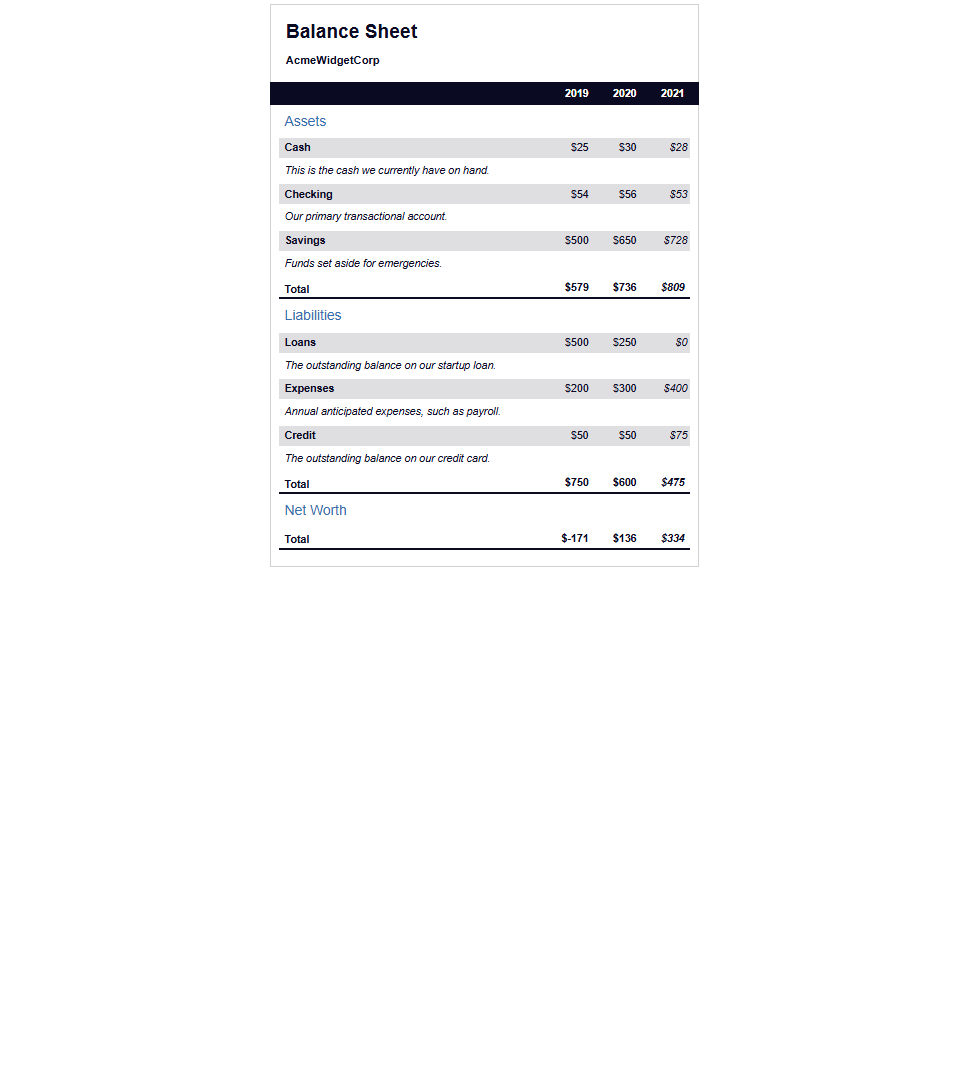 Balance Sheet
AcmeWidgetCorp
2019 2020 2021
Assets
Cash $25 $30 $28
This is the cash we currently have on hand.
Checking $54 $56 $53
Our primary transactional account.
Savings $500 $650 $728
Funds set aside for emergencies.
Total $579 $736 $809
Liabilities
Loans $500 $250 $0
The outstanding balance on our startup loan.
Expenses $200 $300 $400
Annual anticipated expenses, such as payroll.
Credit $50 $50 $75
The outstanding balance on our credit card.
Total $750 $600 $475
Net Worth
Total $-171 $136 $334